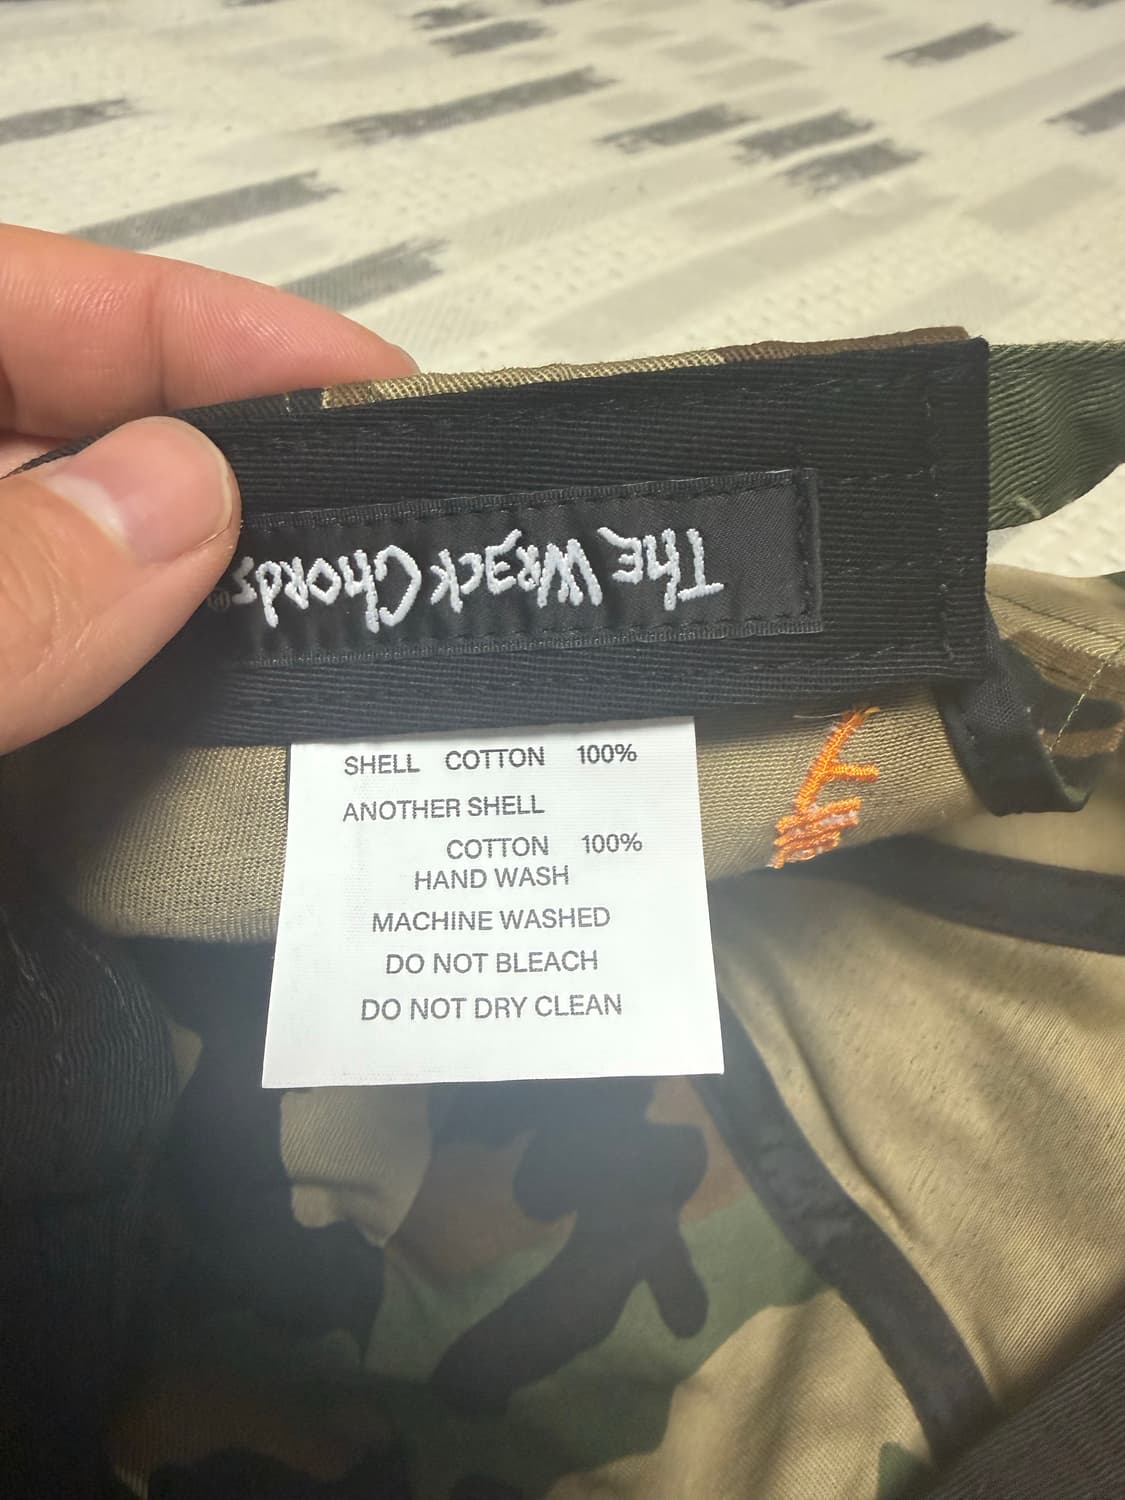 The Wreck Chords®
SHELL COTTON 100%
ANOTHER SHELL
COTTON 100%
HAND WASH
MACHINE WASHED
DO NOT BLEACH
DO NOT DRY CLEAN